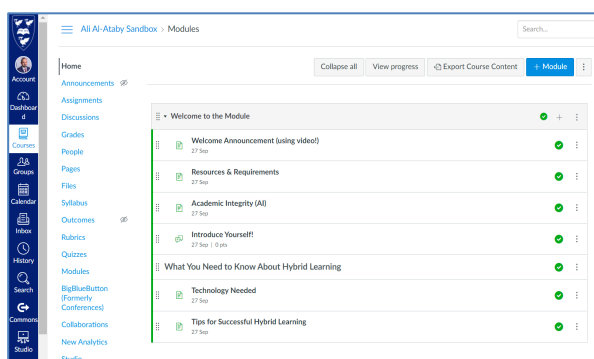 Ali Al-Ataby Sandbox > Modules
Search...
Account
Dashboar
d
Courses
Groups
Calendar
Inbox
History
Search
Commons
Studio
Home
Announcements
Assignments
Discussions
Grades
People
Pages
Files
Syllabus
Outcomes
Rubrics
Quizzes
Modules
BigBlueButton
(Formerly
Conferences)
Collaborations
New Analytics
Studio
Collapse all
View progress
Export Course Content
+ Module
Welcome to the Module
Welcome Announcement (using video!)
27 Sep
Resources & Requirements
27 Sep
Academic Integrity (AI)
27 Sep
Introduce Yourself!
27 Sep | 0 pts
What You Need to Know About Hybrid Learning
Technology Needed
27 Sep
Tips for Successful Hybrid Learning
27 Sep